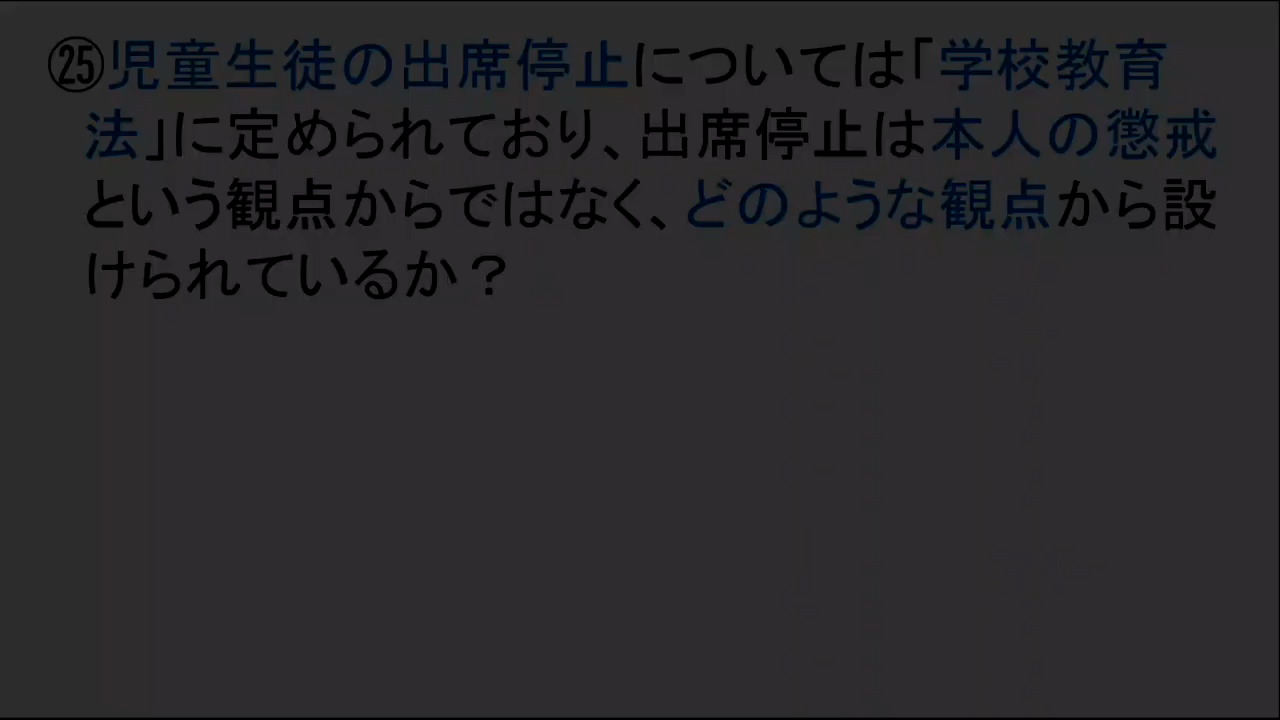 ㉕児童生徒の出席停止については「学校教育
法」に定められており、出席停止は本人の懲戒
という観点からではなく、どのような観点から設
けられているか？